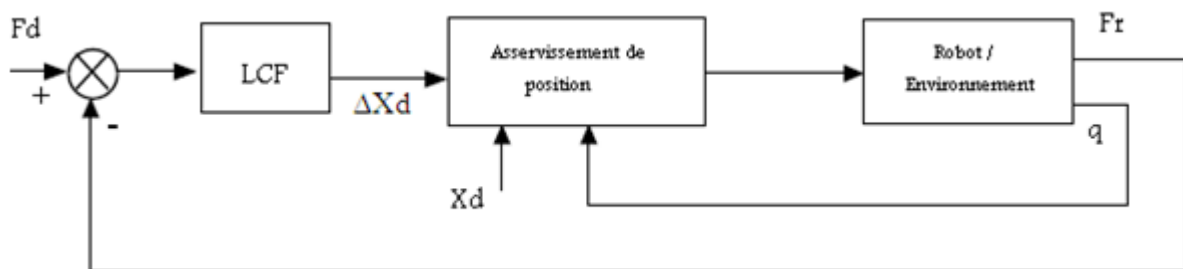 Fd
+
-
LCF
ΔXd
Asservissement de
position
Xd
Robot /
Environnement
Fr
q